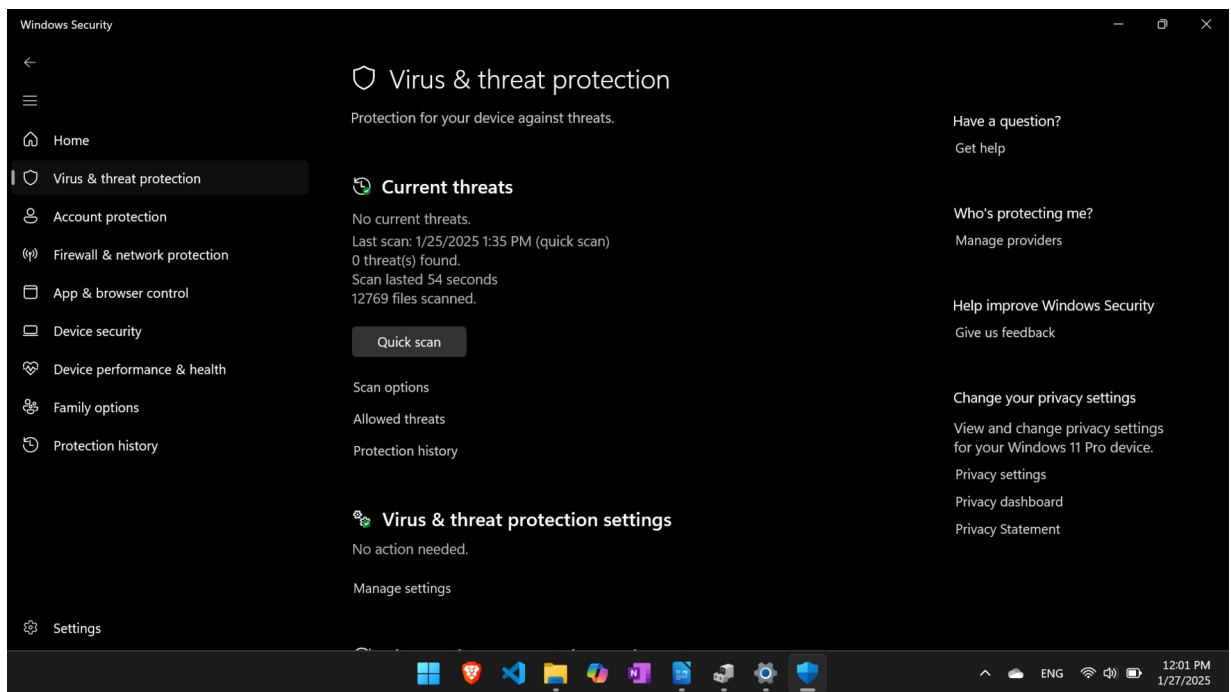 Windows Security
Home
Virus & threat protection
Account protection
Firewall & network protection
App & browser control
Device security
Device performance & health
Family options
Protection history
Settings
Virus & threat protection
Protection for your device against threats.
Current threats
No current threats.
Last scan: 1/25/2025 1:35 PM (quick scan)
0 threat(s) found.
Scan lasted 54 seconds
12769 files scanned.
Quick scan
Scan options
Allowed threats
Protection history
Virus & threat protection settings
No action needed.
Manage settings
Have a question?
Get help
Who's protecting me?
Manage providers
Help improve Windows Security
Give us feedback
Change your privacy settings
View and change privacy settings
for your Windows 11 Pro device.
Privacy settings
Privacy dashboard
Privacy Statement
ENG
12:01 PM
1/27/2025